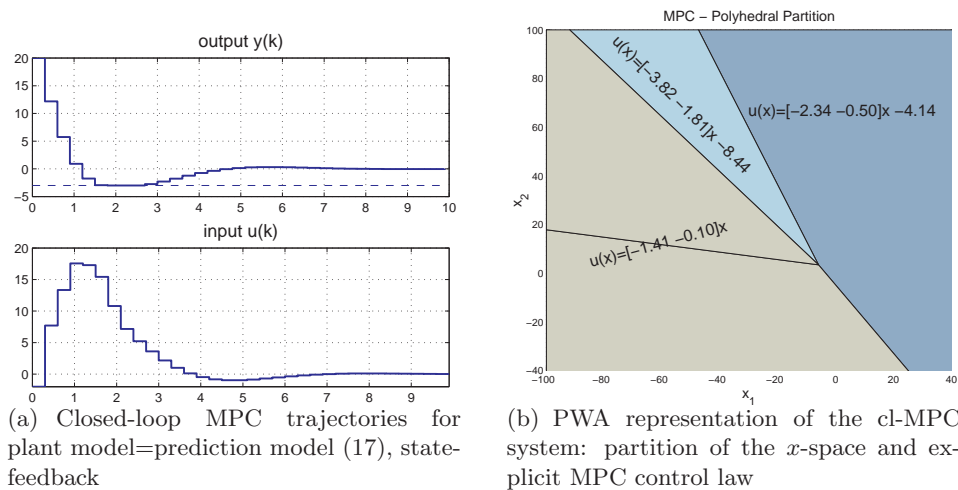 output y(k)
20
15
10
5
0
−5
0 1 2 3 4 5 6 7 8 9 10
input u(k)
15
10
5
0
0 1 2 3 4 5 6 7 8 9
(a) Closed-loop MPC trajectories for
plant model=prediction model (17), state-
feedback
MPC − Polyhedral Partition
100
80
60
40
20
0
−20
−40
x2
u(x)=[−3.82 −1.81]x −8.44
u(x)=[−2.34 −0.50]x −4.14
u(x)=[−1.41 −0.10]x
−100 −80 −60 −40 −20 0 20 40
x1
(b) PWA representation of the cl-MPC
system: partition of the x-space and ex-
plicit MPC control law